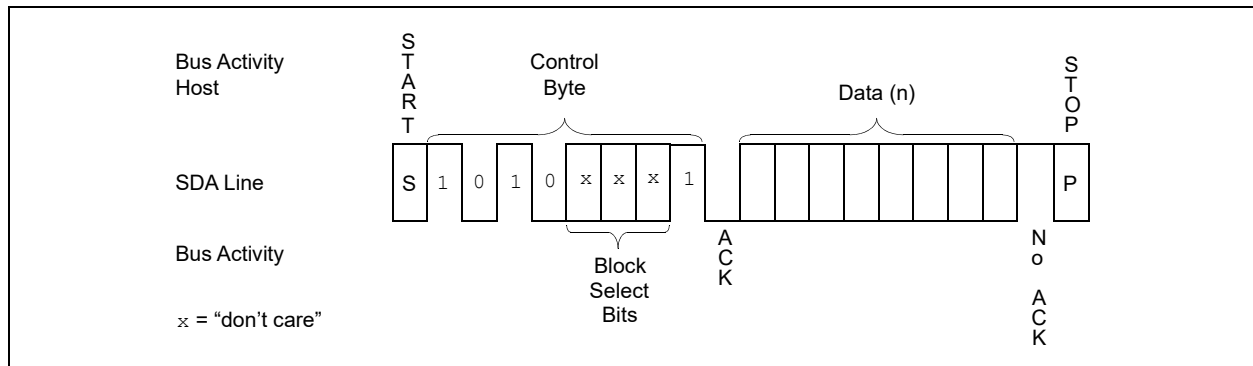 Bus Activity
Host
START
Control
Byte
Data (n)
STOP
SDA Line
S 1 0 1 0 x x x 1 P
Bus Activity
Block
Select
Bits
ACK
No ACK
x = “don’t care”